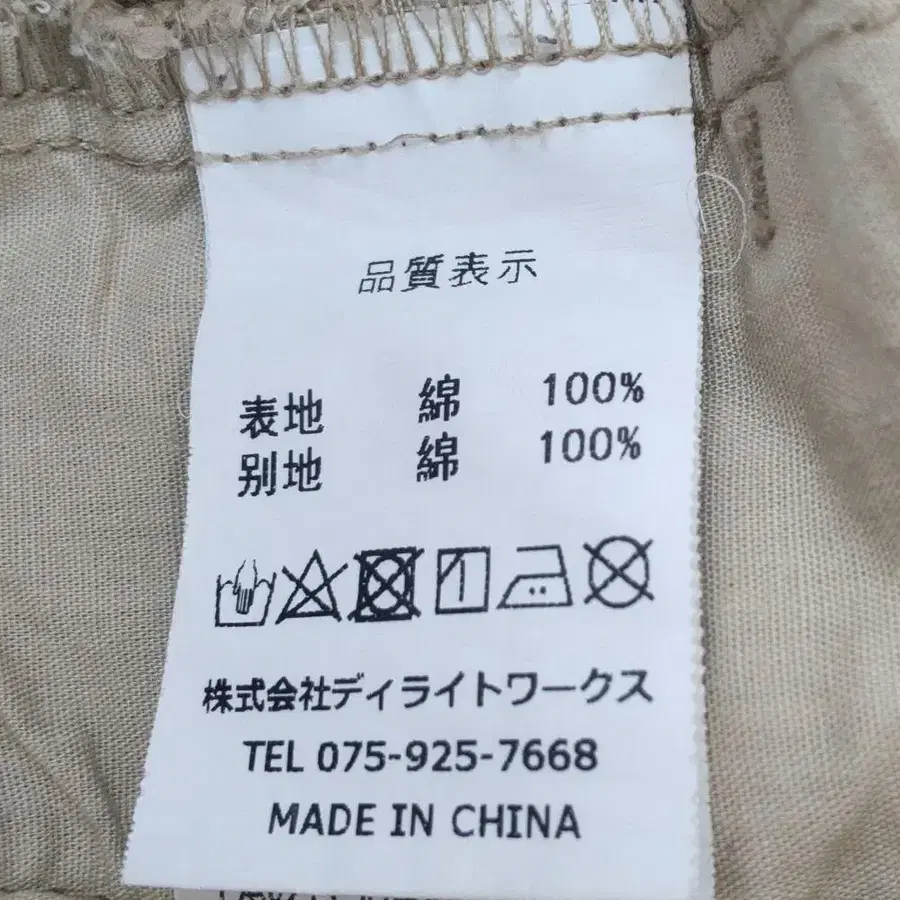 品質表示
表地 綿 100%
別地 綿 100%
株式会社ディライトワークス
TEL 075-925-7668
MADE IN CHINA